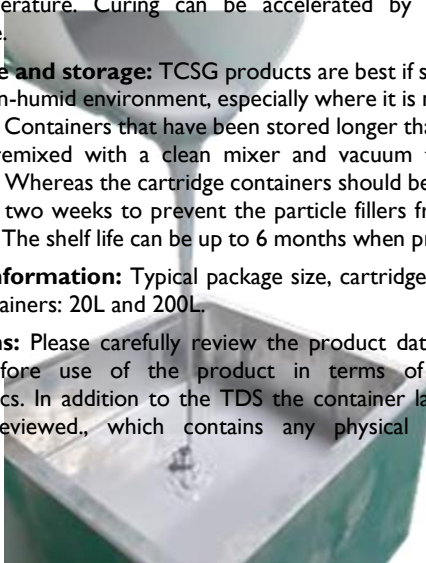 erature. Curing can be accelerated by
e.
e and storage: TCSG products are best if s
n-humid environment, especially where it is n
Containers that have been stored longer tha
remixed with a clean mixer and vacuum
Whereas the cartridge containers should be
two weeks to prevent the particle fillers fr
The shelf life can be up to 6 months when pr
nformation: Typical package size, cartridge
ainers: 20L and 200L.
ns: Please carefully review the product dat
fore use of the product in terms of
cs. In addition to the TDS the container la
eviewed., which contains any physical